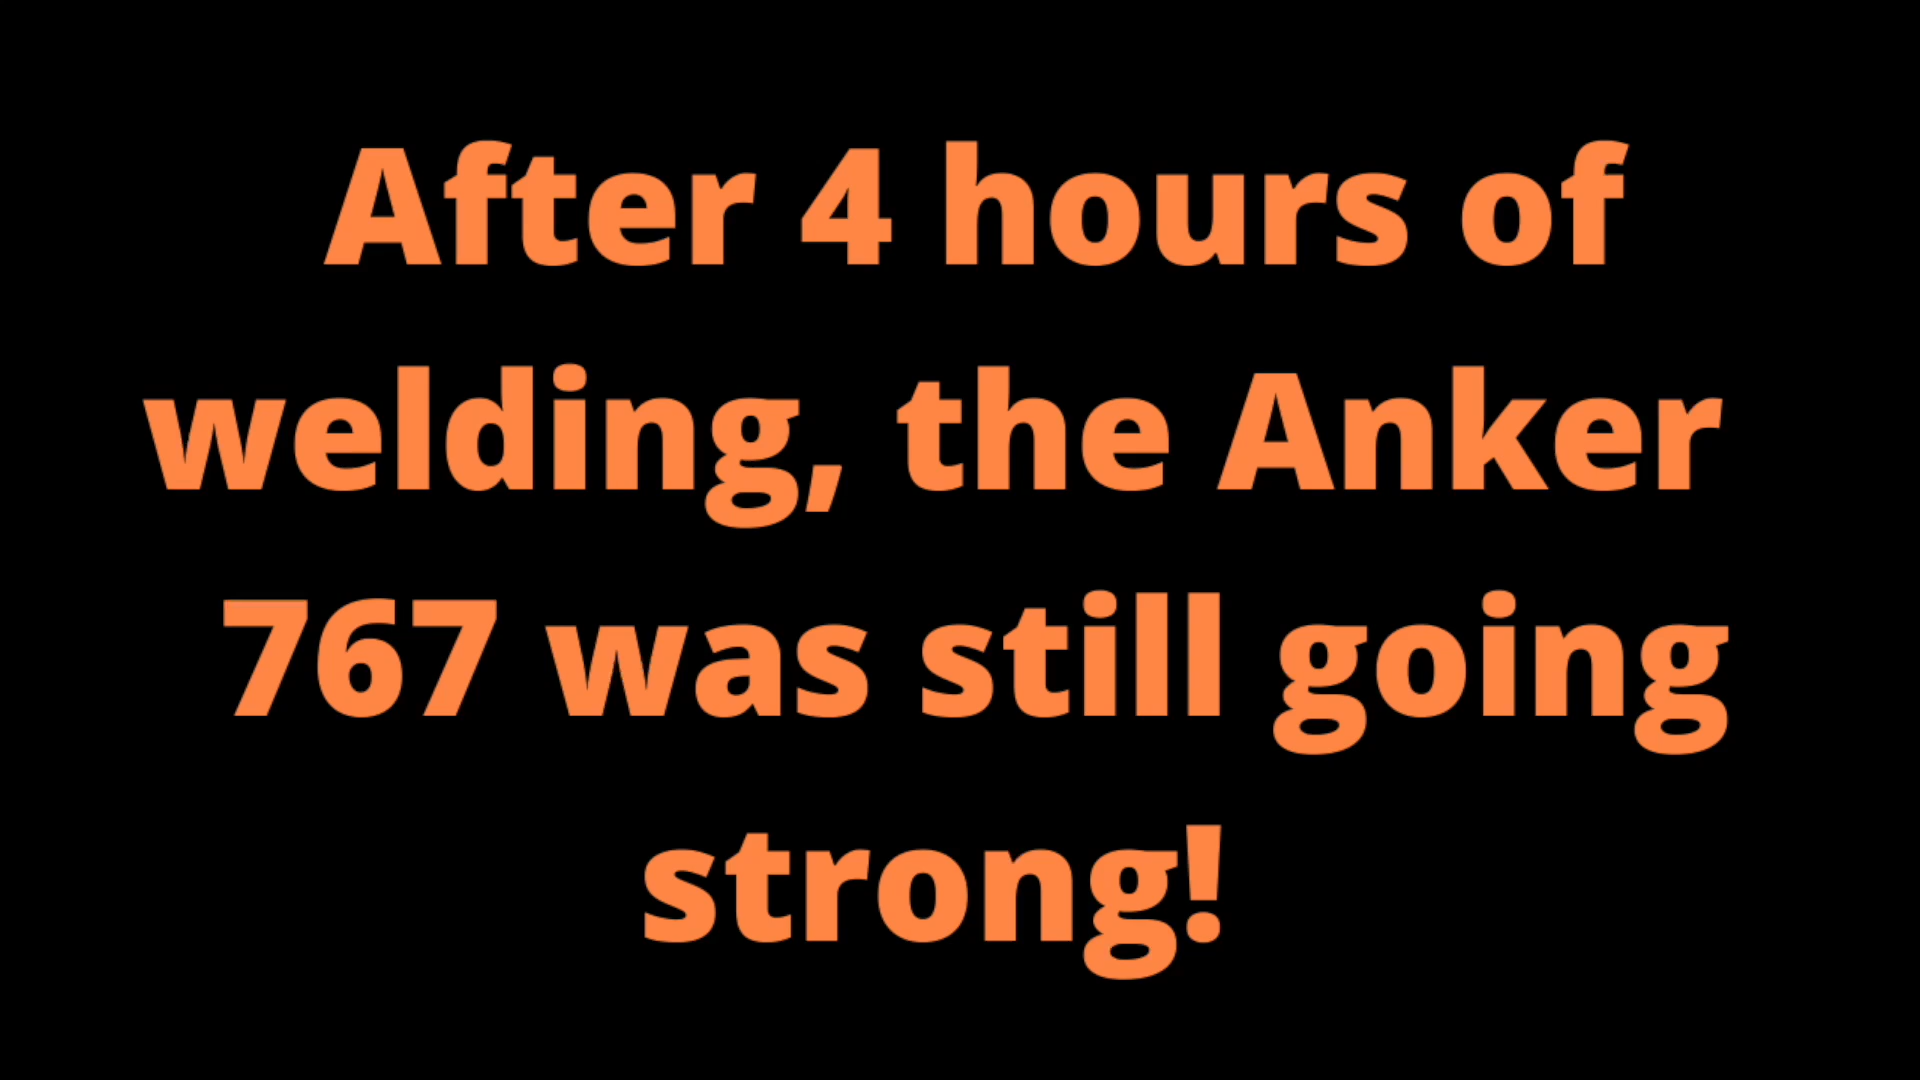 After 4 hours of
welding, the Anker
767 was still going
strong!